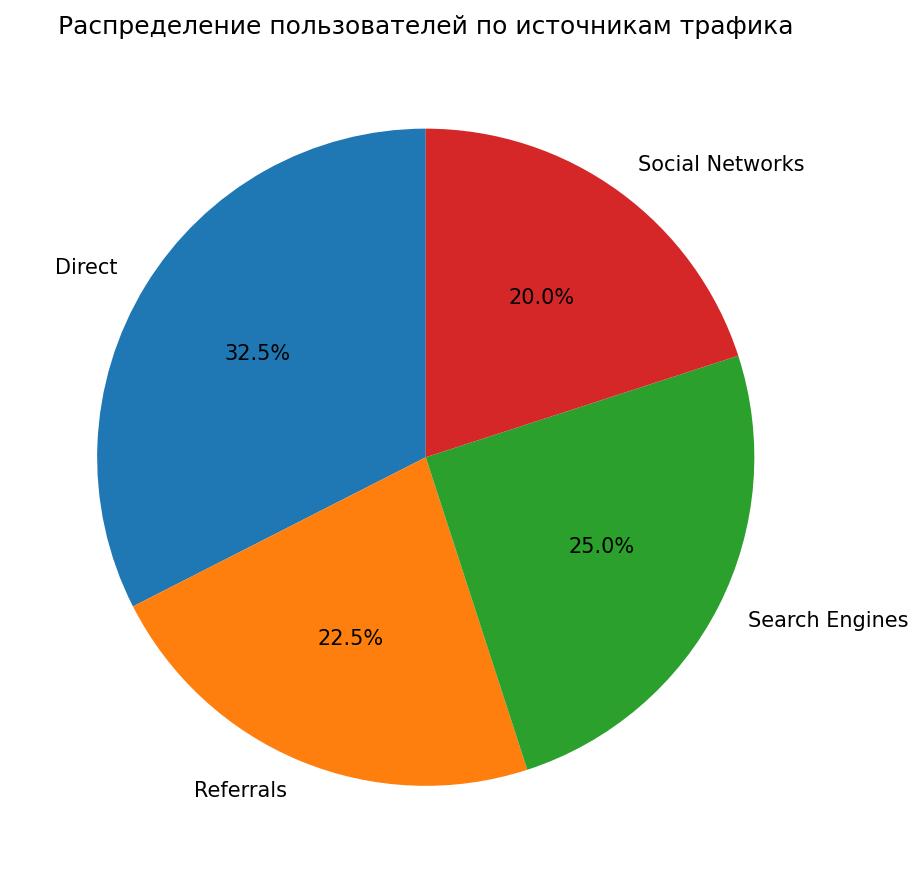 Распределение пользователей по источникам трафика
Social Networks
Direct
20.0%
32.5%
25.0%
Search Engines
22.5%
Referrals